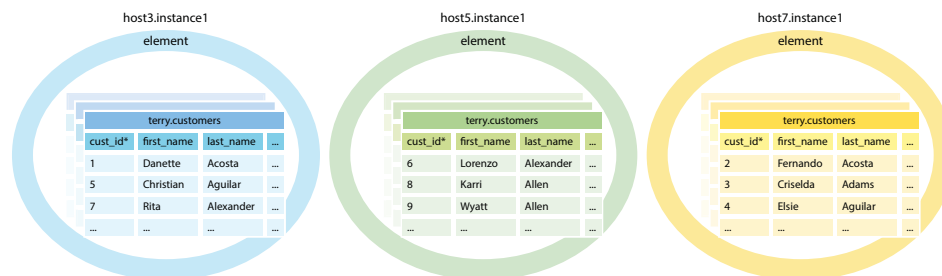 host3.instance1
element
terry.customers
cust_id* first_name last_name ...
1 Danette Acosta ...
5 Christian Aguilar ...
7 Rita Alexander ...
... ... ... ...
host5.instance1
element
terry.customers
cust_id* first_name last_name ...
6 Lorenzo Alexander ...
8 Karri Allen ...
9 Wyatt Allen ...
... ... ... ...
host7.instance1
element
terry.customers
cust_id* first_name last_name ...
2 Fernando Acosta ...
3 Criselda Adams ...
4 Elsie Aguilar ...
... ... ... ...